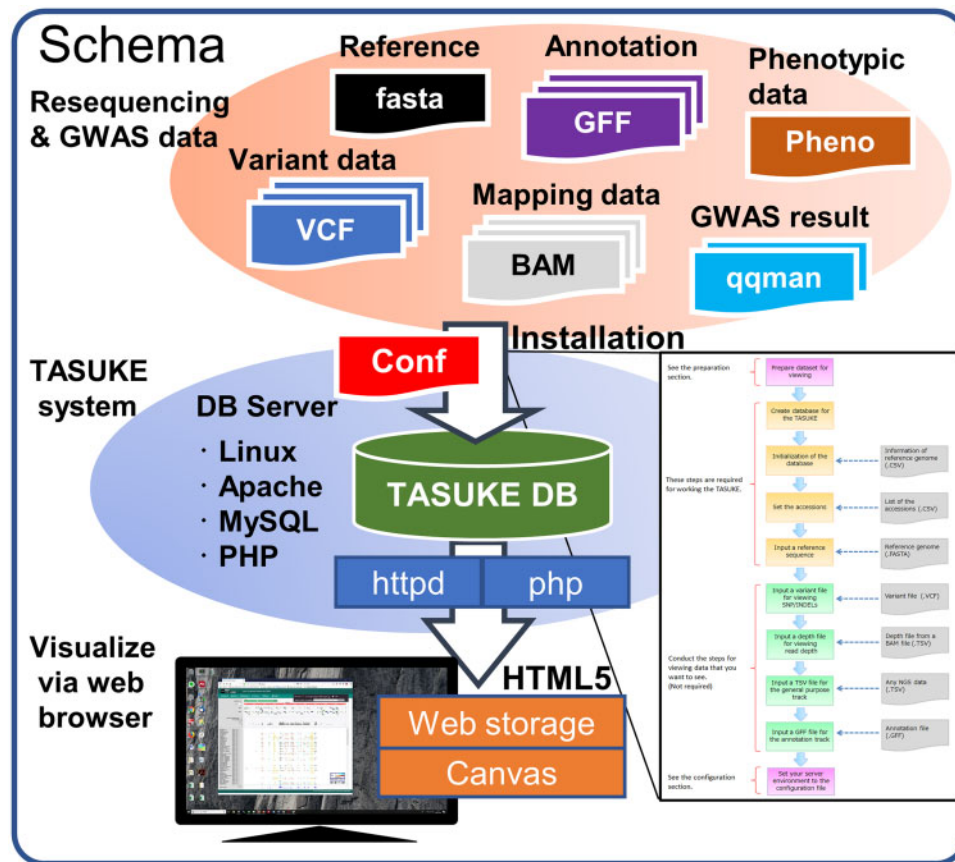 Schema
Resequencing
& GWAS data
Reference
fasta
Annotation
GFF
Phenotypic
data
Pheno
Variant data
VCF
Mapping data
BAM
GWAS result
qqman
Installation
Conf
TASUKE
system
DB Server
· Linux
· Apache
· MySQL
· PHP
TASUKE DB
httpd
php
Visualize
via web
browser
HTML5
Web storage
Canvas
See the preparation
section.
Prepare dataset for
viewing
Create database for
the TASUKE
These steps are required
for working the TASUKE.
Initialization of the
database
Information of
reference genome
(.CSV)
Set the accessions
List of the
accessions (.CSV)
Input a reference
sequence
Reference genome
(.FASTA)
Conduct the steps for
viewing data that you
want to see.
(Not required)
Input a variant file
for viewing
SNP/INDELs
Variant file (.VCF)
Input a depth file
for viewing
read depth
Depth file from a
BAM file (.TSV)
Input a TSV file for
the general purpose
track
Any NGS data
(.TSV)
Input a GFF file for
the annotation track
Annotation file
(.GFF)
See the configuration
section.
Set your server
environment to the
configuration file